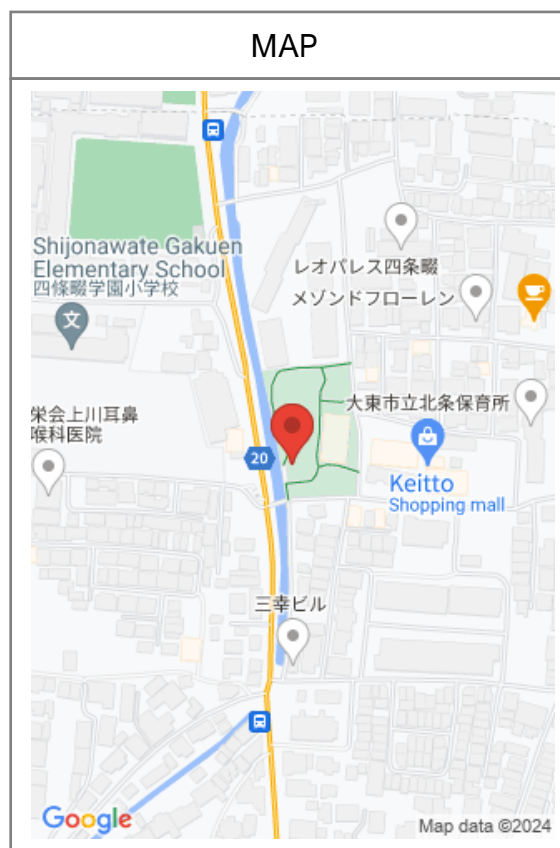 MAP
Shijonawate Gakuen
Elementary School
四條畷学園小学校
文
レオパレス四条畷
メゾンドフローレン
大東市立北条保育所
栄会上川耳鼻
喉科医院
20
Keitto
Shopping mall
三幸ビル
Google
Map data ©2024